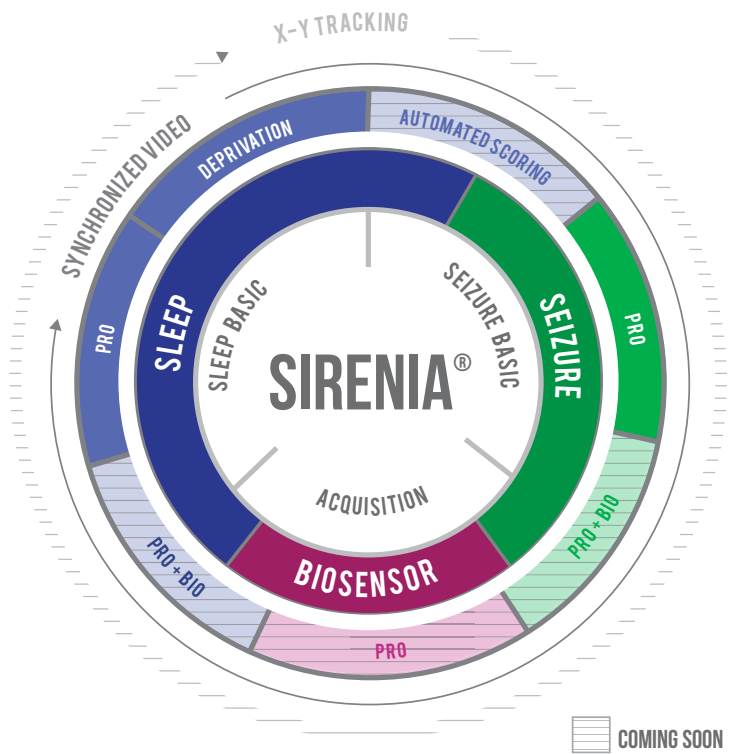 X-Y TRACKING
SYNCHRONIZED VIDEO
DEPRIVATION
AUTOMATED SCORING
PRO
SLEEP
SLEEP BASIC
SEIZURE BASIC
SEIZURE
PRO
SIRENIA®
ACQUISITION
BIOSENSOR
PRO + BIO
PRO + BIO
PRO
COMING SOON